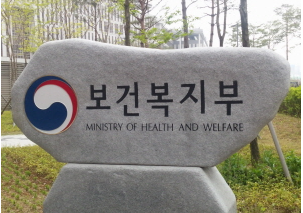 보건복지부
MINISTRY OF HEALTH AND WELFARE